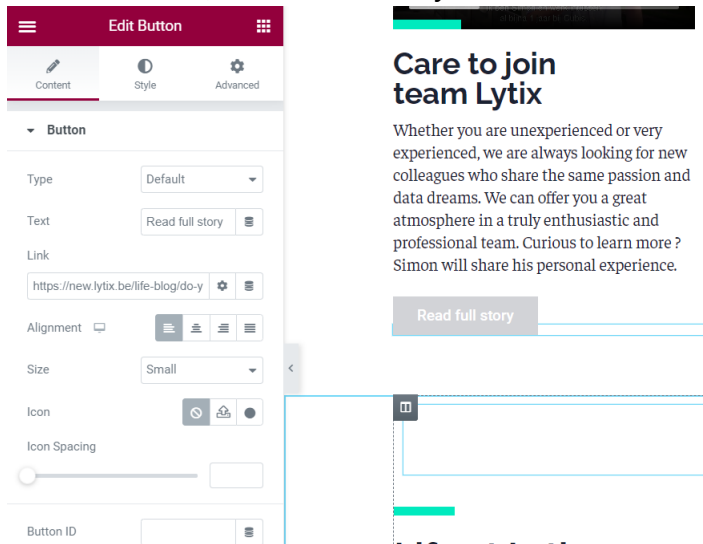 Edit Button
Content
Style
Advanced
Button
Type
Default
Text
Read full story
Link
https://new.lytix.be/life-blog/do-y
Alignment
Size
Small
Icon
Icon Spacing
Button ID
Care to join
team Lytix
Whether you are unexperienced or very
experienced, we are always looking for new
colleagues who share the same passion and
data dreams. We can offer you a great
atmosphere in a truly enthusiastic and
professional team. Curious to learn more ?
Simon will share his personal experience.
Read full story